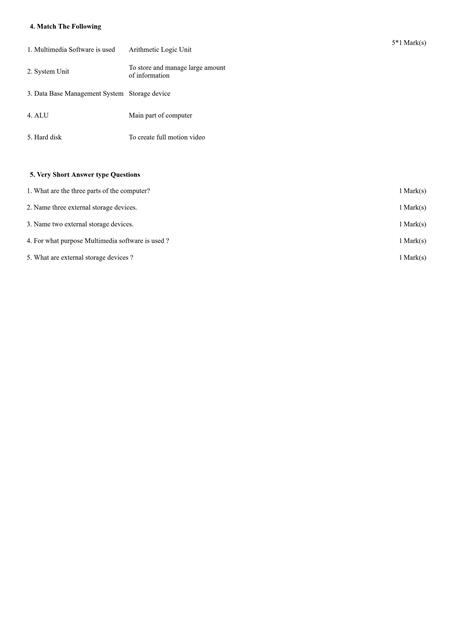 4. Match The Following
5*1 Mark(s)
1. Multimedia Software is used Arithmetic Logic Unit
2. System Unit To store and manage large amount
of information
3. Data Base Management System Storage device
4. ALU Main part of computer
5. Hard disk To create full motion video
5. Very Short Answer type Questions
1. What are the three parts of the computer? 1 Mark(s)
2. Name three external storage devices. 1 Mark(s)
3. Name two external storage devices. 1 Mark(s)
4. For what purpose Multimedia software is used ? 1 Mark(s)
5. What are external storage devices ? 1 Mark(s)